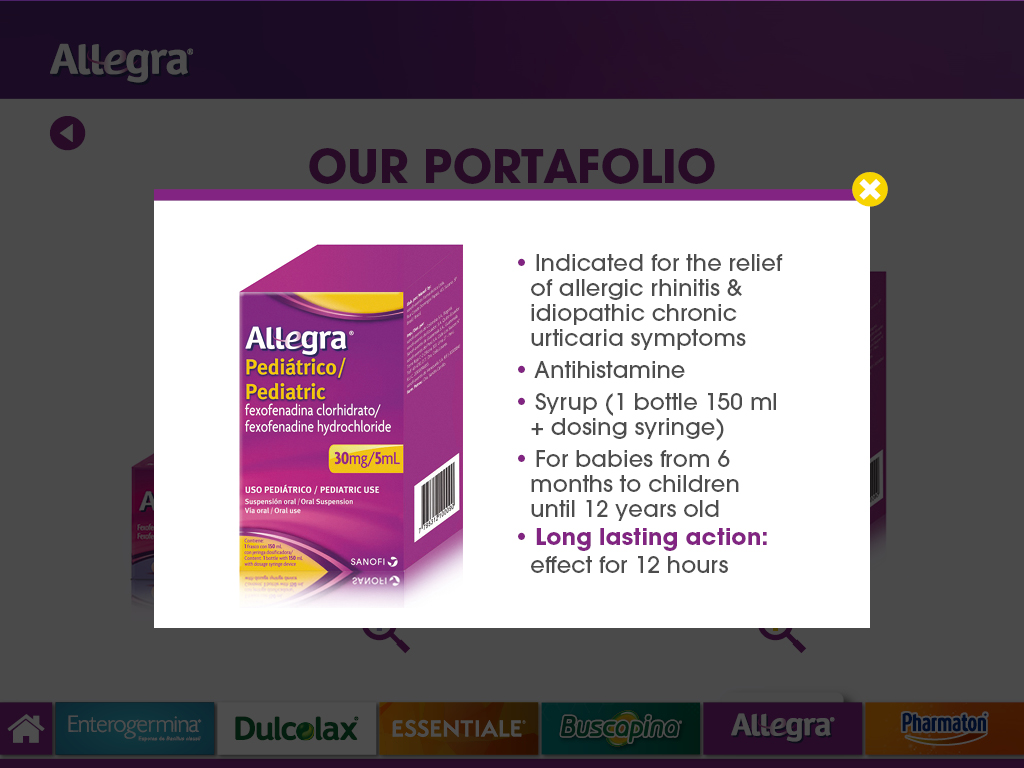 Allegra®
OUR PORTAFOLIO
Allegra®
Pediátrico/
Pediatric
fexofenadina clorhidrato/
fexofenadine hydrochloride
30mg/5mL
USO PEDIÁTRICO / PEDIATRIC USE
Suspensión oral / Oral Suspension
Vía oral / Oral use
Contiene:
1 frasco con 150 mL
con jeringa dosificadora/
Content: 1 bottle with 150 mL
with dosage syringe device
SANOFI
• Indicated for the relief
of allergic rhinitis &
idiopathic chronic
urticaria symptoms
• Antihistamine
• Syrup (1 bottle 150 ml
+ dosing syringe)
• For babies from 6
months to children
until 12 years old
• Long lasting action:
effect for 12 hours
Enterogermina®
Dulcolax®
ESSENTIALE®
Buscapina®
Allegra®
Pharmaton®